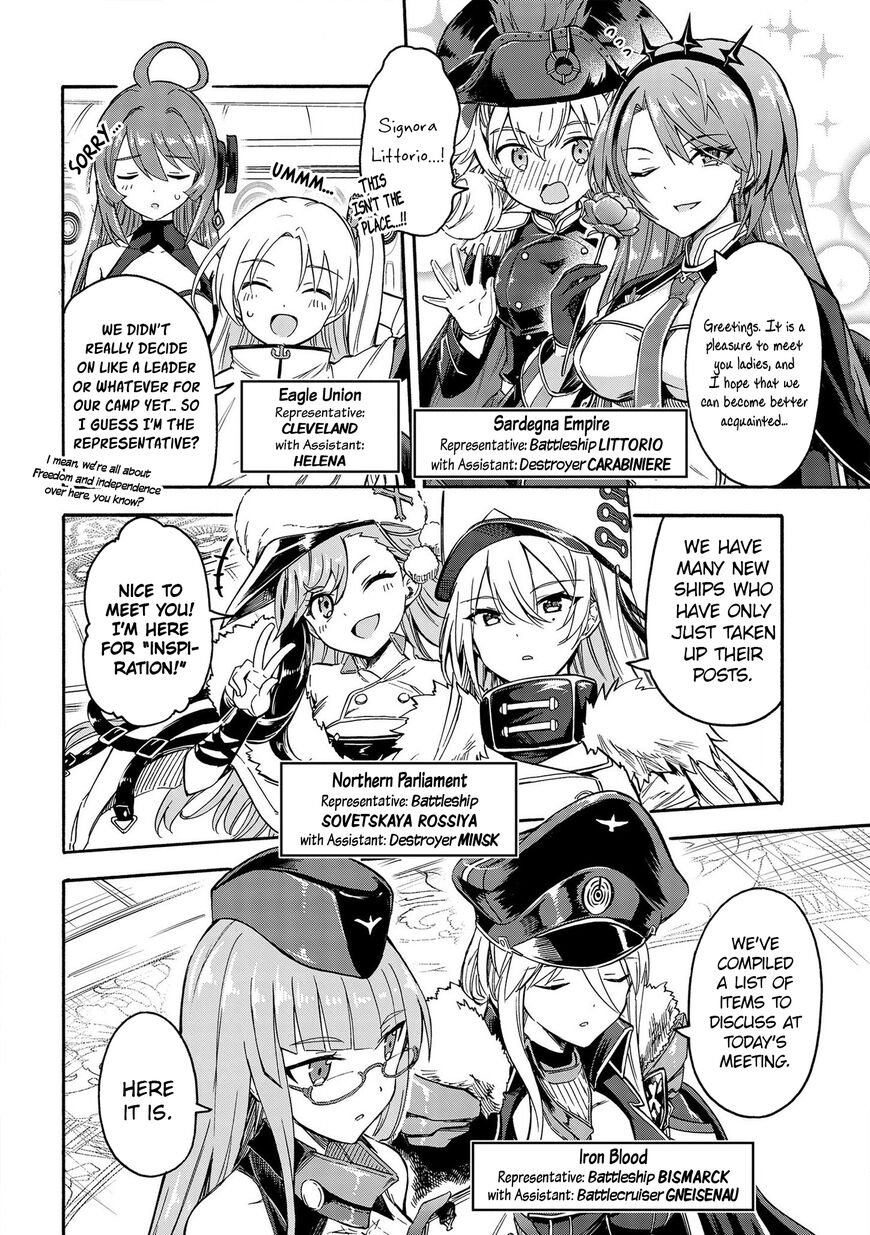 Greetings. It is a
pleasure to meet
you ladies, and
I hope that we
can become better
acquainted...
Signora
Littorio...!
THIS
ISN'T THE
PLACE..!!
Sardegna Empire
Representative: Battleship LITTORIO
with Assistant: Destroyer CARABINIERE
UMMM...
SORRY...
WE DIDN'T
REALLY DECIDE
ON LIKE A LEADER
OR WHATEVER FOR
OUR CAMP YET... SO
I GUESS I'M THE
REPRESENTATIVE?
I mean, we're all about
Freedom and independence
over here, you know?
Eagle Union
Representative:
CLEVELAND
with Assistant:
HELENA
WE HAVE
MANY NEW
SHIPS WHO
HAVE ONLY
JUST TAKEN
UP THEIR
POSTS.
NICE TO
MEET YOU!
I'M HERE
FOR "INSPI-
RATION!"
Northern Parliament
Representative: Battleship
SOVETSKAYA ROSSIYA
with Assistant: Destroyer MINSK
WE'VE
COMPILED
A LIST OF
ITEMS TO
DISCUSS AT
TODAY'S
MEETING.
HERE
IT IS.
Iron Blood
Representative: Battleship BISMARCK
with Assistant: Battlecruiser GNEISENAU